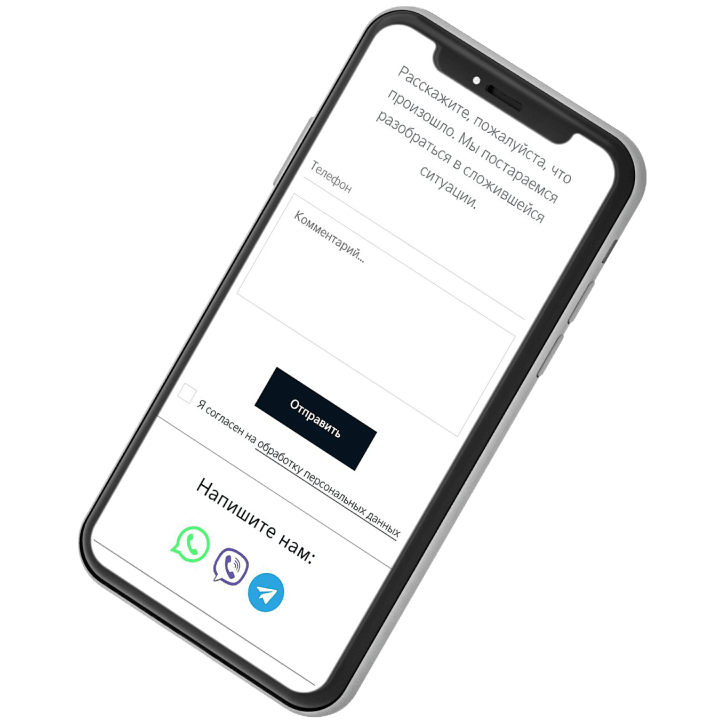 Расскажите, пожалуйста, что
произошло. Мы постараемся
разобраться в сложившейся
ситуации.
Телефон
Комментарий...
Отправить
Я согласен на обработку персональных данных
Напишите нам: